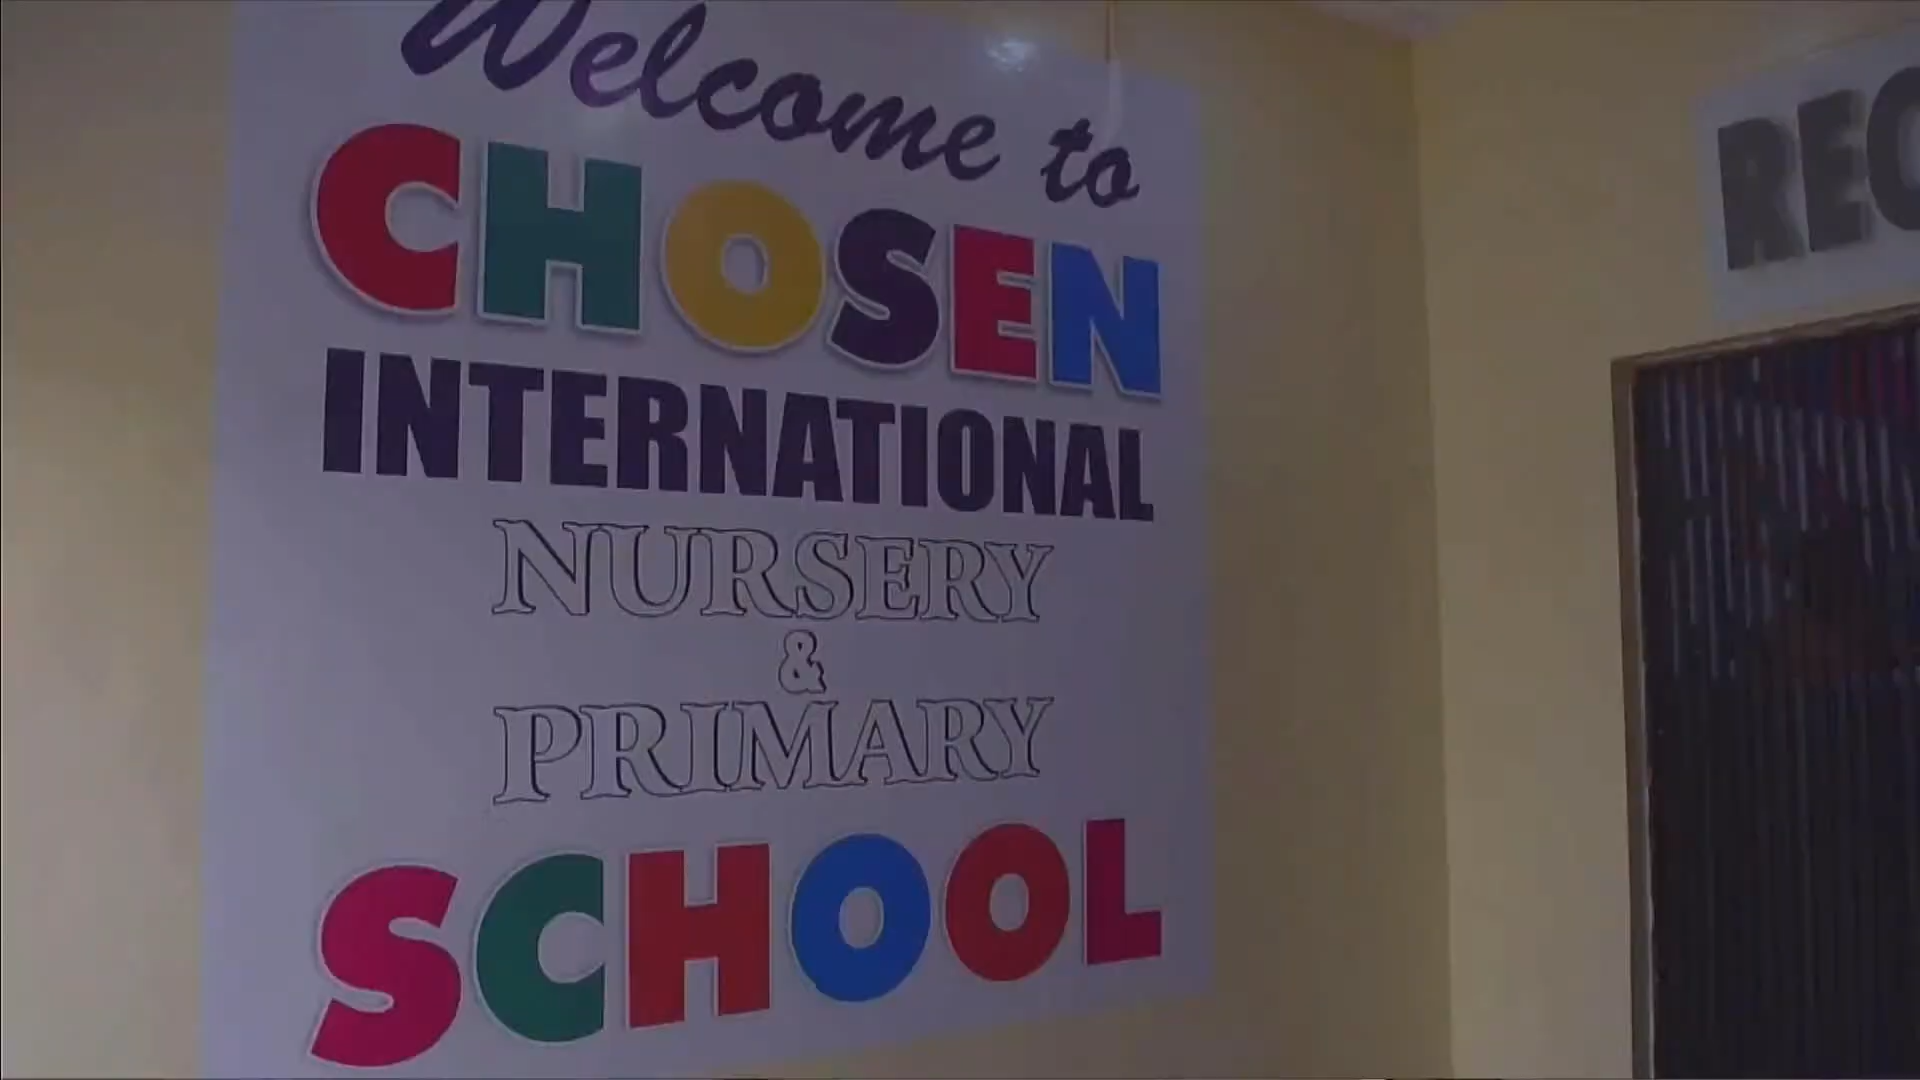 Welcome to
CHOSEN
INTERNATIONAL
NURSERY
&
PRIMARY
SCHOOL